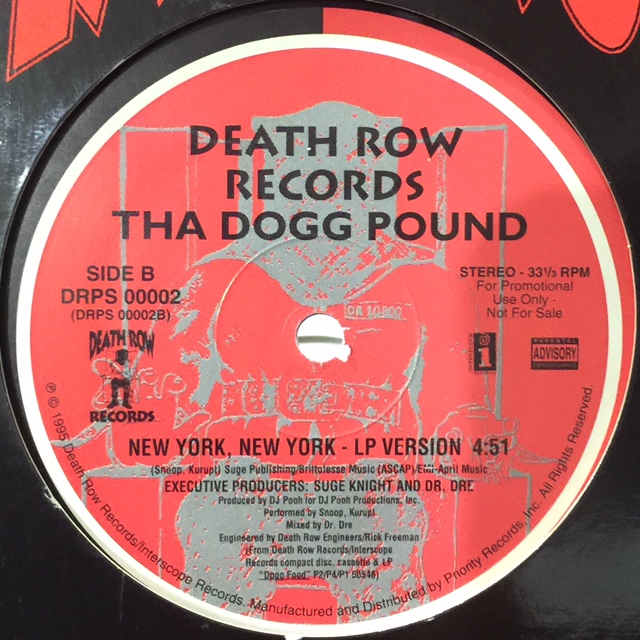 DEATH ROW
RECORDS
THA DOGG POUND
SIDE B
DRPS 00002
(DRPS 00002B)
STEREO - 33⅓ RPM
For Promotional
Use Only -
Not For Sale
DR 10800
DEATH ROW
RECORDS
INTERSCOPE
PARENTAL
ADVISORY
NEW YORK, NEW YORK - LP VERSION 4:51
(Snoop, Kurupt) Suge Publishing/Brittolesse Music (ASCAP)/EMI-April Music
EXECUTIVE PRODUCERS: SUGE KNIGHT AND DR. DRE
Produced by DJ Pooh for DJ Pooh Productions, Inc.
Performed by Snoop, Kurupt
Mixed by Dr. Dre
Engineered by Death Row Engineers/Rick Freeman
(From Death Row Records/Interscope
Records compact disc, cassette & LP
"Dogg Food" P2/P4/P1 50546)
℗ © 1995 Death Row Records/Interscope Records. Manufactured and Distributed by Priority Records, Inc. All Rights Reserved.